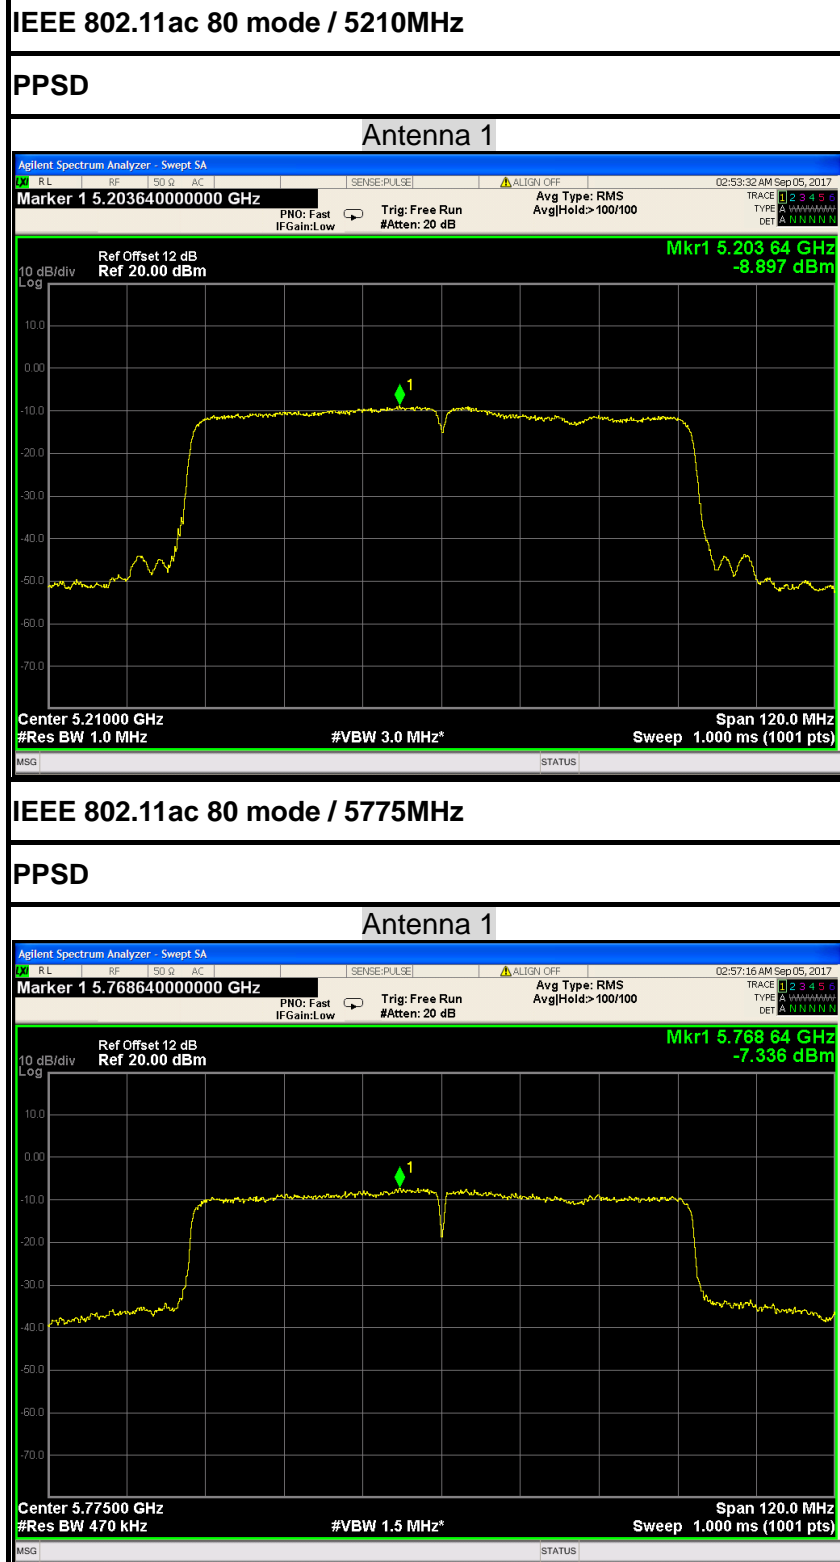 IEEE 802.11ac 80 mode / 5210MHz
PPSD
Antenna 1
Agilent Spectrum Analyzer - Swept SA
LXI RL RF 50 Ω AC SENSE:PULSE ALIGN OFF 02:53:32 AM Sep 05, 2017
Marker 1 5.203640000000 GHz
PNO: Fast
IFGain:Low
Trig: Free Run
#Atten: 20 dB
Avg Type: RMS
Avg|Hold:>100/100
TRACE 1 2 3 4 5 6
TYPE A WWWWW
DET A N N N N N
Mkr1 5.203 64 GHz
-8.897 dBm
10 dB/div
Log
Ref Offset 12 dB
Ref 20.00 dBm
10.0
0.00
-10.0
-20.0
-30.0
-40.0
-50.0
-60.0
-70.0
1
Center 5.21000 GHz
Span 120.0 MHz
#Res BW 1.0 MHz
#VBW 3.0 MHz*
Sweep 1.000 ms (1001 pts)
MSG STATUS
IEEE 802.11ac 80 mode / 5775MHz
PPSD
Antenna 1
Agilent Spectrum Analyzer - Swept SA
LXI RL RF 50 Ω AC SENSE:PULSE ALIGN OFF 02:57:16 AM Sep 05, 2017
Marker 1 5.768640000000 GHz
PNO: Fast
IFGain:Low
Trig: Free Run
#Atten: 20 dB
Avg Type: RMS
Avg|Hold:>100/100
TRACE 1 2 3 4 5 6
TYPE A WWWWW
DET A N N N N N
Mkr1 5.768 64 GHz
-7.336 dBm
10 dB/div
Log
Ref Offset 12 dB
Ref 20.00 dBm
10.0
0.00
-10.0
-20.0
-30.0
-40.0
-50.0
-60.0
-70.0
1
Center 5.77500 GHz
Span 120.0 MHz
#Res BW 470 kHz
#VBW 1.5 MHz*
Sweep 1.000 ms (1001 pts)
MSG STATUS